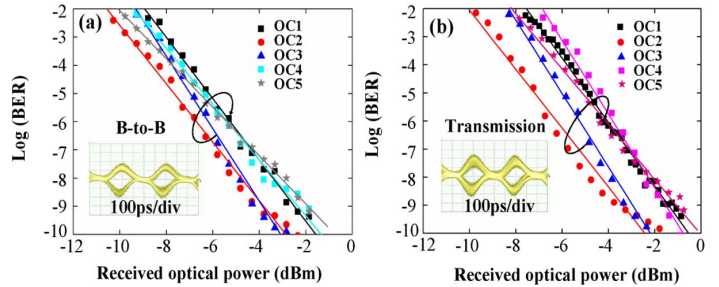 (a)
OC1
OC2
OC3
OC4
OC5
B-to-B
100ps/div
Log (BER)
-2
-3
-4
-5
-6
-7
-8
-9
-10
-12 -10 -8 -6 -4 -2 0
Received optical power (dBm)
(b)
OC1
OC2
OC3
OC4
OC5
Transmission
100ps/div
Log (BER)
-2
-3
-4
-5
-6
-7
-8
-9
-10
-12 -10 -8 -6 -4 -2 0
Received optical power (dBm)